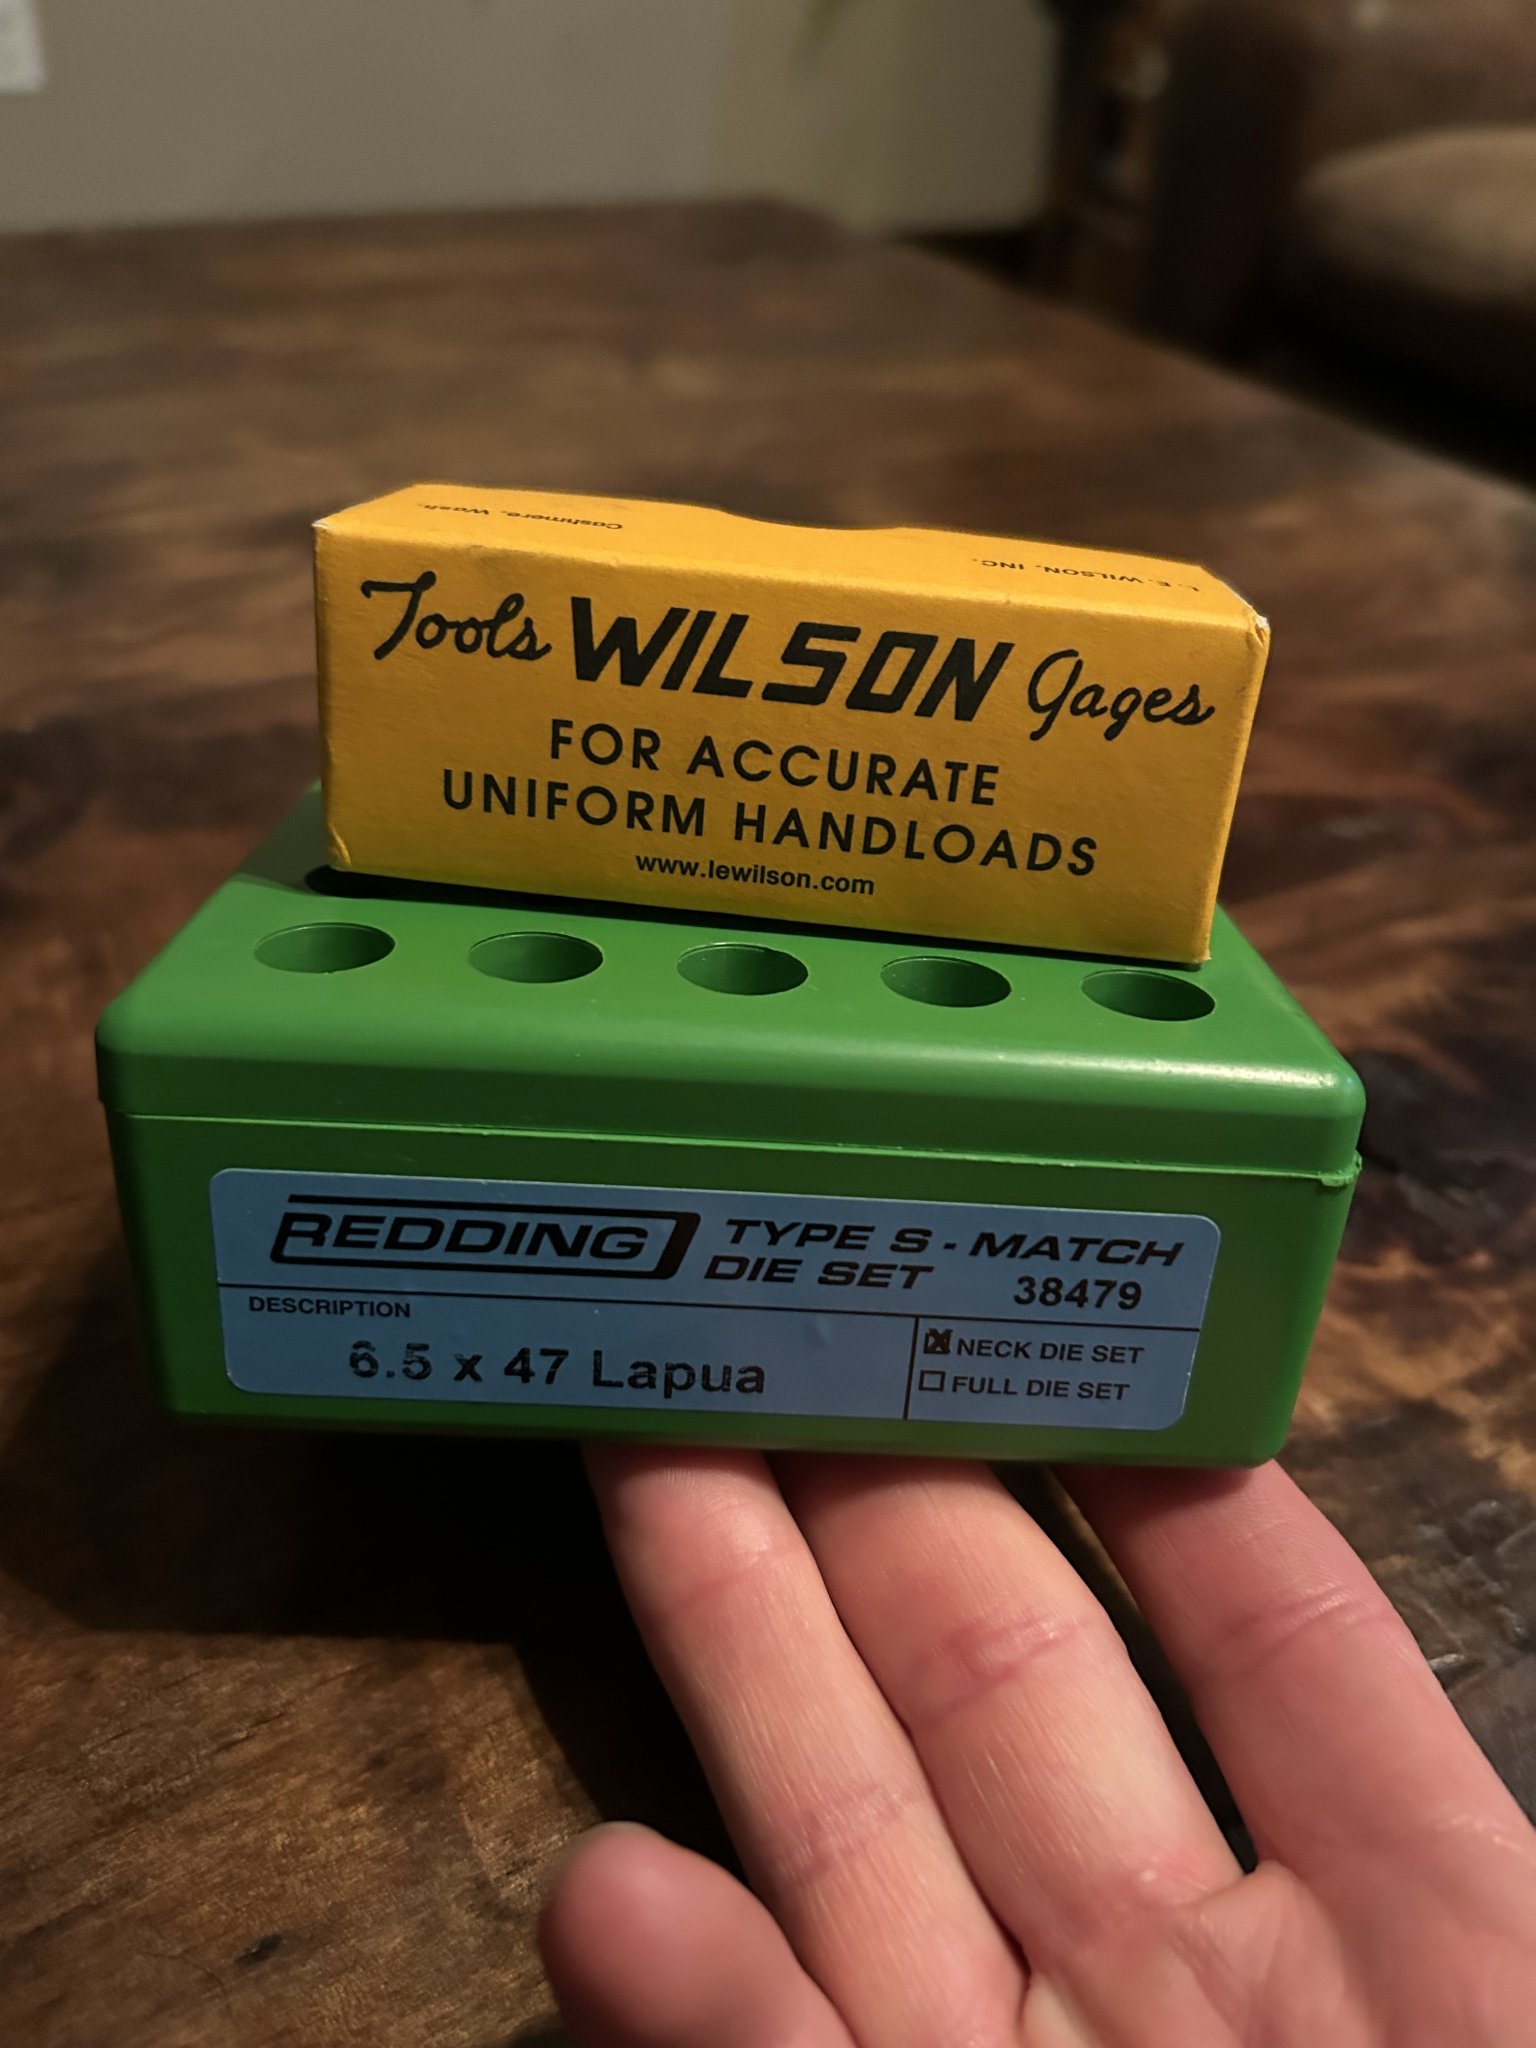 Cashmere, Wash.
L.E. WILSON, INC.
Tools WILSON Gages
FOR ACCURATE
UNIFORM HANDLOADS
www.lewilson.com
REDDING TYPE S - MATCH
DIE SET 38479
DESCRIPTION
6.5 x 47 Lapua
NECK DIE SET
FULL DIE SET